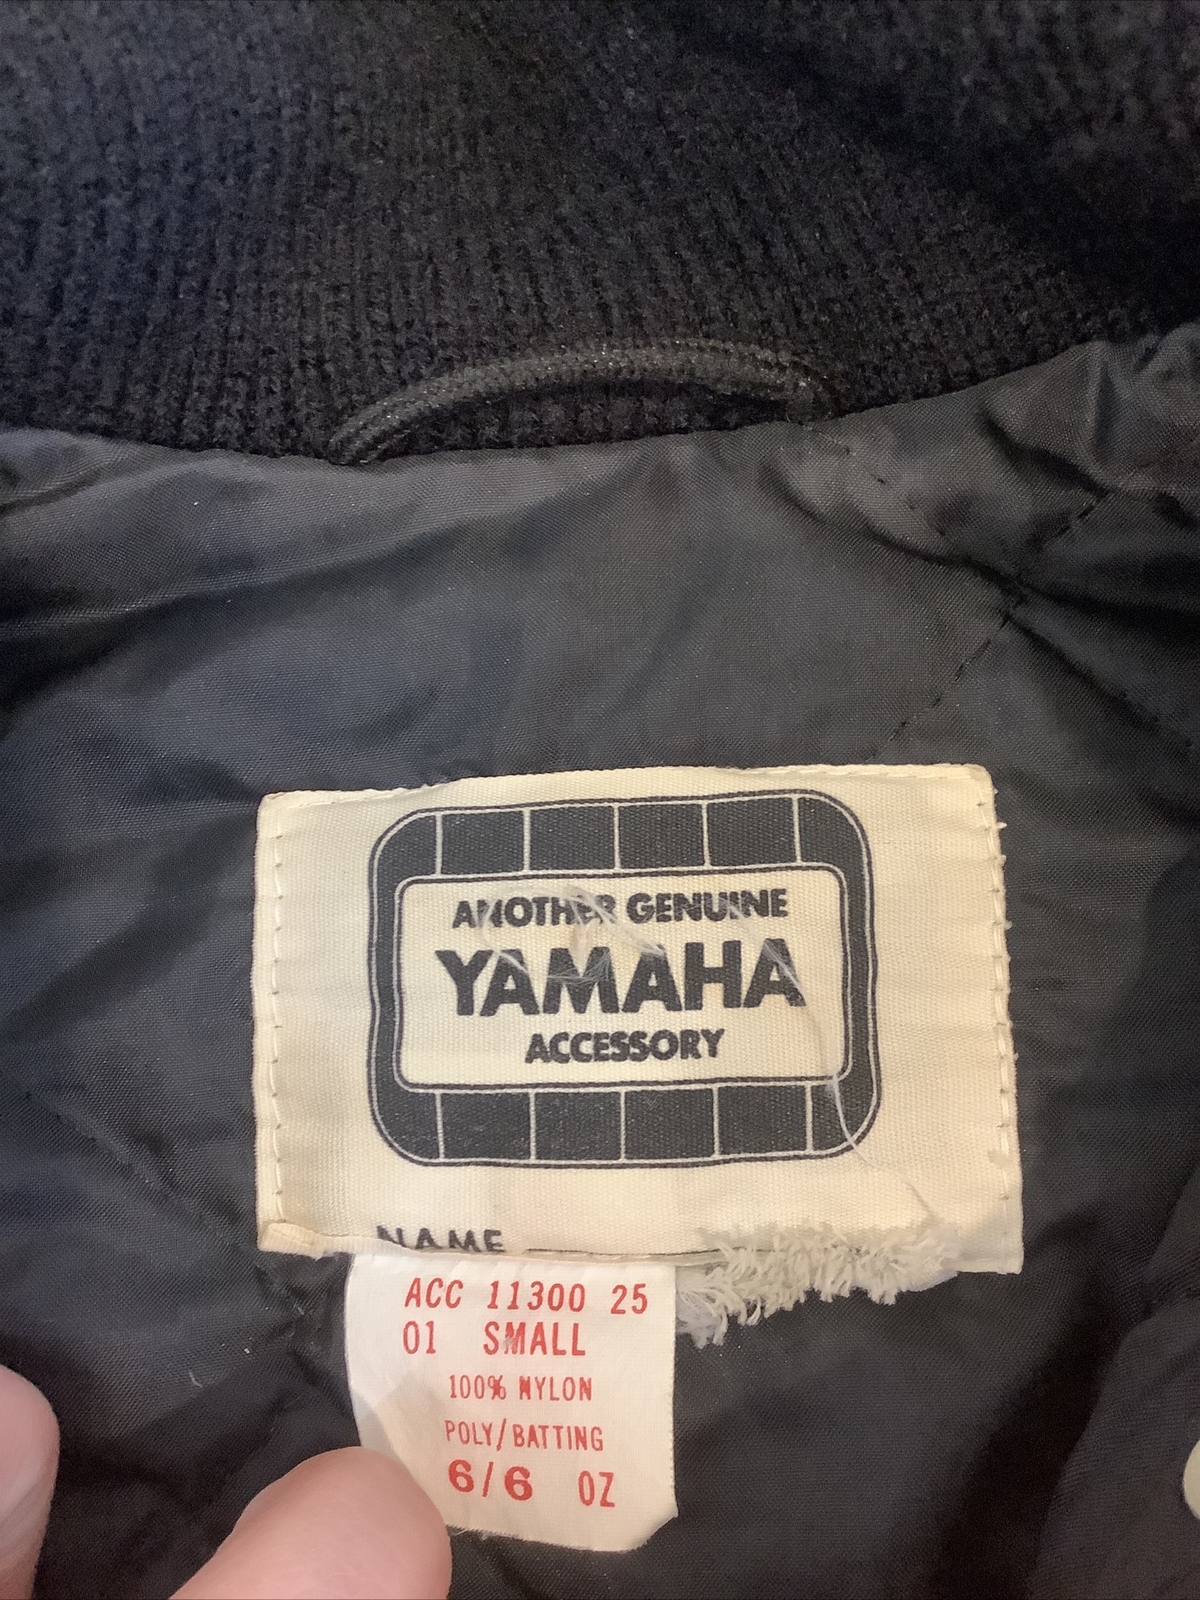 ANOTHER GENUINE
YAMAHA
ACCESSORY
NAME
ACC 11300 25
01 SMALL
100% NYLON
POLY/BATTING
6/6 OZ